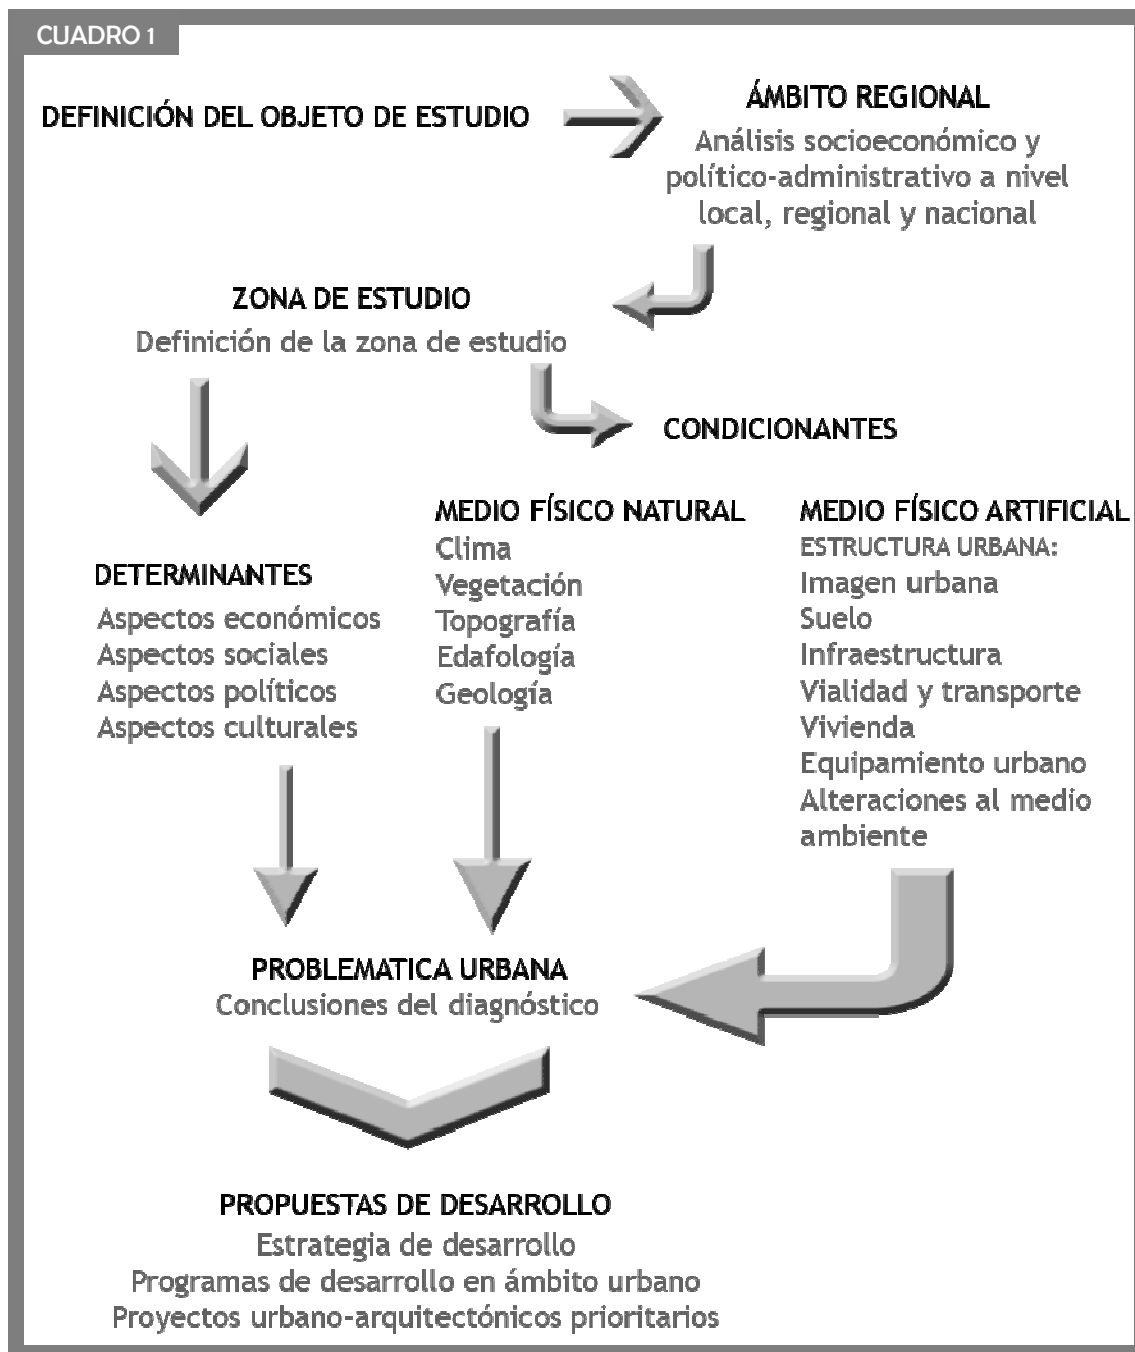 CUADRO 1
DEFINICIÓN DEL OBJETO DE ESTUDIO
ÁMBITO REGIONAL
Análisis socioeconómico y
político-administrativo a nivel
local, regional y nacional
ZONA DE ESTUDIO
Definición de la zona de estudio
CONDICIONANTES
DETERMINANTES
Aspectos económicos
Aspectos sociales
Aspectos políticos
Aspectos culturales
MEDIO FÍSICO NATURAL
Clima
Vegetación
Topografía
Edafología
Geología
MEDIO FÍSICO ARTIFICIAL
ESTRUCTURA URBANA:
Imagen urbana
Suelo
Infraestructura
Vialidad y transporte
Vivienda
Equipamiento urbano
Alteraciones al medio
ambiente
PROBLEMATICA URBANA
Conclusiones del diagnóstico
PROPUESTAS DE DESARROLLO
Estrategia de desarrollo
Programas de desarrollo en ámbito urbano
Proyectos urbano-arquitectónicos prioritarios